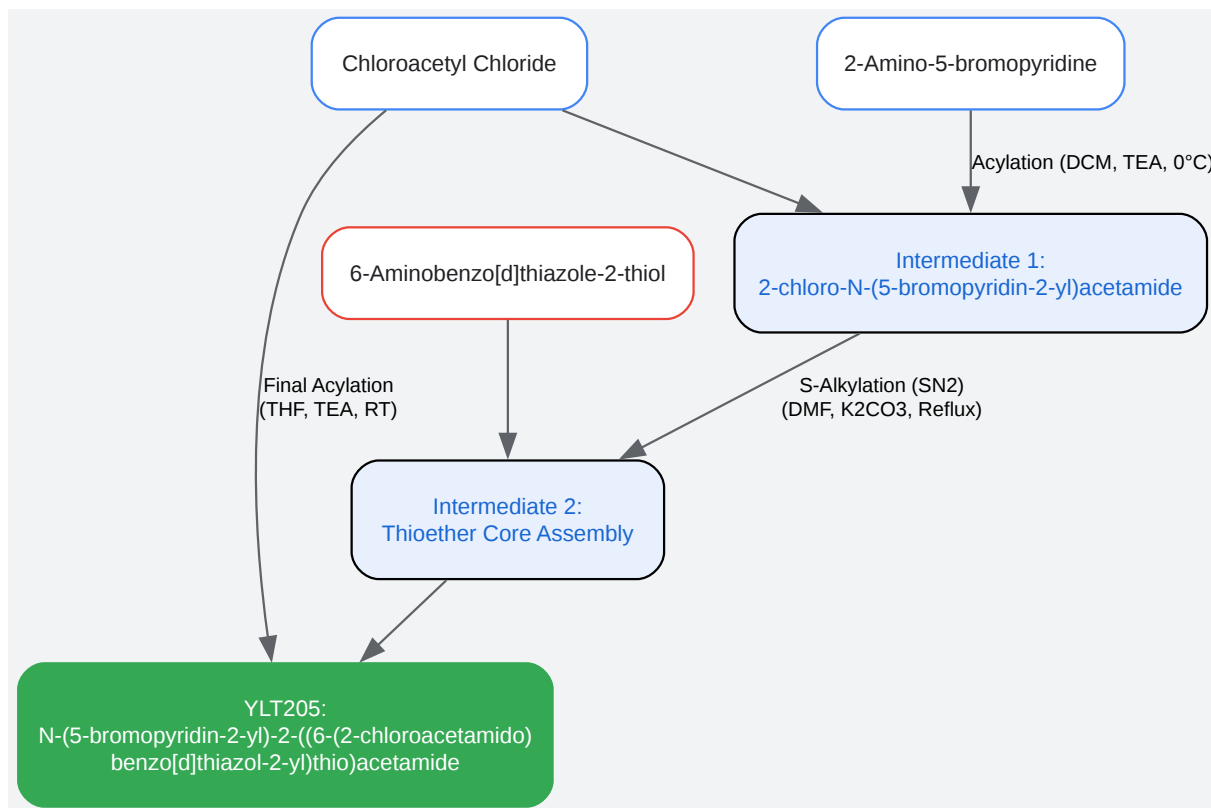 Chloroacetyl Chloride
2-Amino-5-bromopyridine
Acylation (DCM, TEA, 0°C)
6-Aminobenzo[d]thiazole-2-thiol
Intermediate 1:
2-chloro-N-(5-bromopyridin-2-yl)acetamide
Final Acylation
(THF, TEA, RT)
S-Alkylation (SN2)
(DMF, K2CO3, Reflux)
Intermediate 2:
Thioether Core Assembly
YLT205:
N-(5-bromopyridin-2-yl)-2-((6-(2-chloroacetamido)
benzo[d]thiazol-2-yl)thio)acetamide